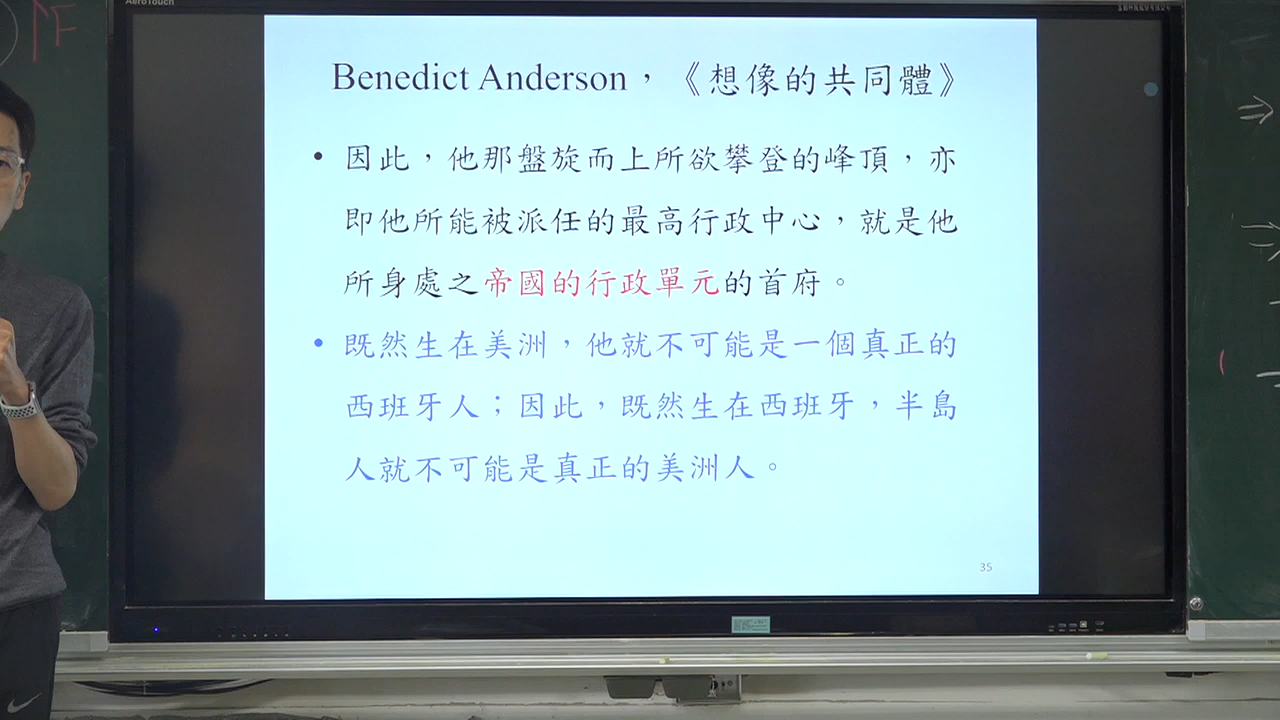 AeroTouch
Benedict Anderson，《想像的共同體》
• 因此，他那盤旋而上所欲攀登的峰頂，亦
即他所能被派任的最高行政中心，就是他
所身處之帝國的行政單元的首府。
• 既然生在美洲，他就不可能是一個真正的
西班牙人；因此，既然生在西班牙，半島
人就不可能是真正的美洲人。
35